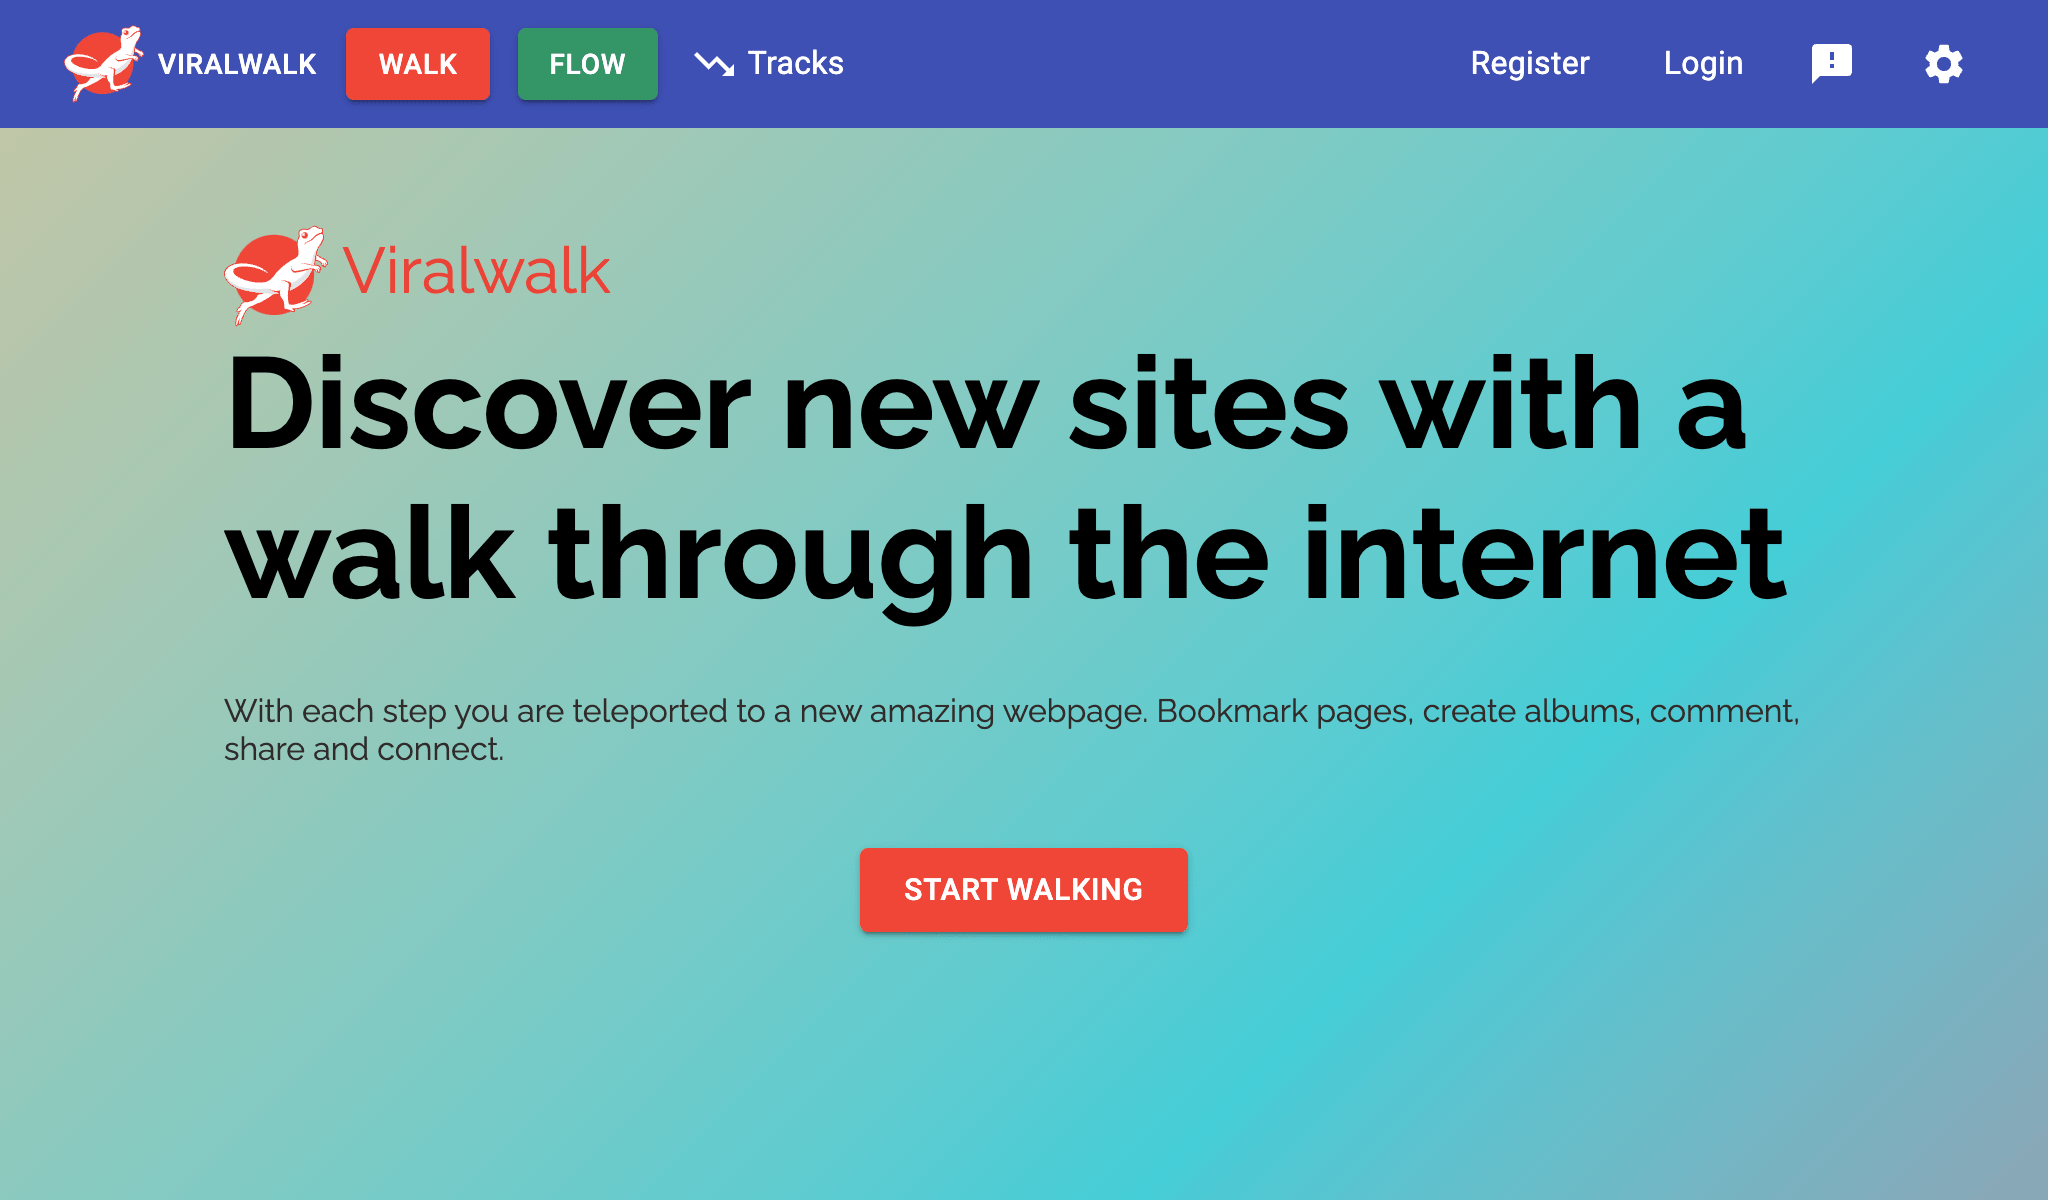 VIRALWALK WALK FLOW Tracks Register Login
Viralwalk
Discover new sites with a
walk through the internet
With each step you are teleported to a new amazing webpage. Bookmark pages, create albums, comment,
share and connect.
START WALKING